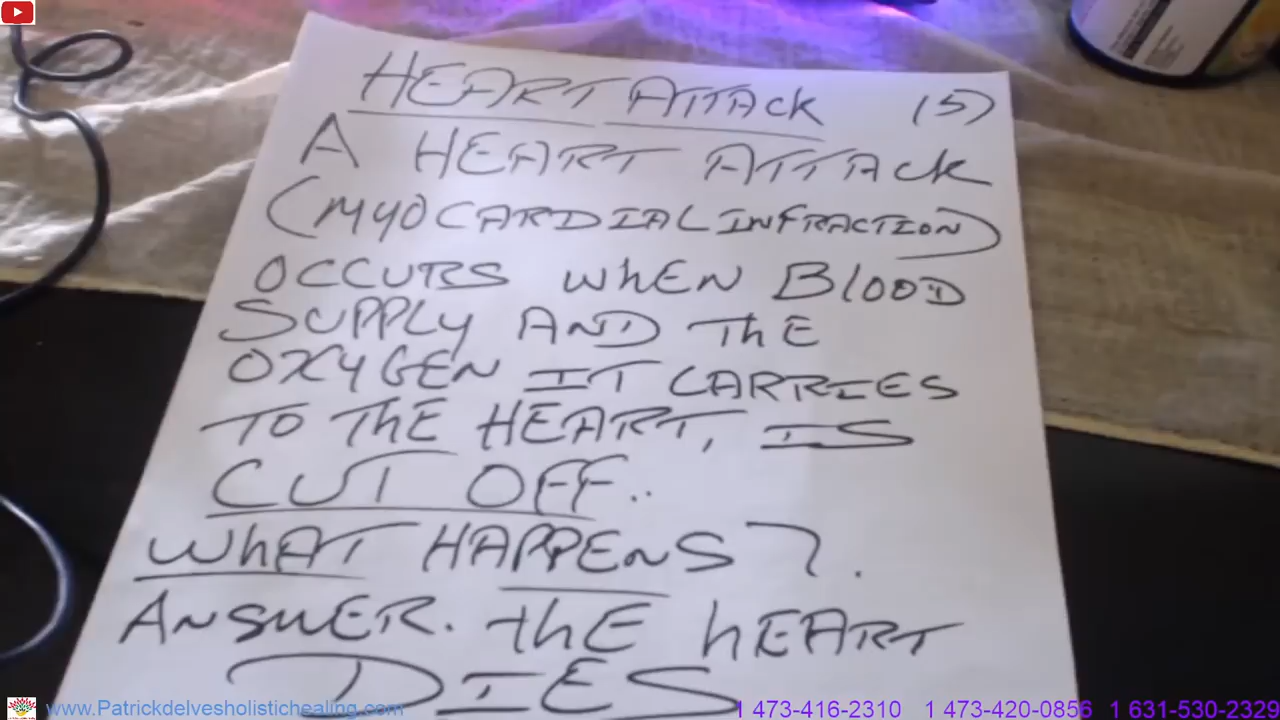 HEART ATTACK (5)
A HEART ATTACK
(MYOCARDIAL INFRACTION)
OCCURS WHEN BLOOD
SUPPLY AND THE
OXYGEN IT CARRIES
TO THE HEART, IS
CUT OFF..
WHAT HAPPENS?.
ANSWER. THE HEART
DIES
www.Patrickdelvesholistichealing.com
1 473-416-2310 1 473-420-0856 1 631-530-2329